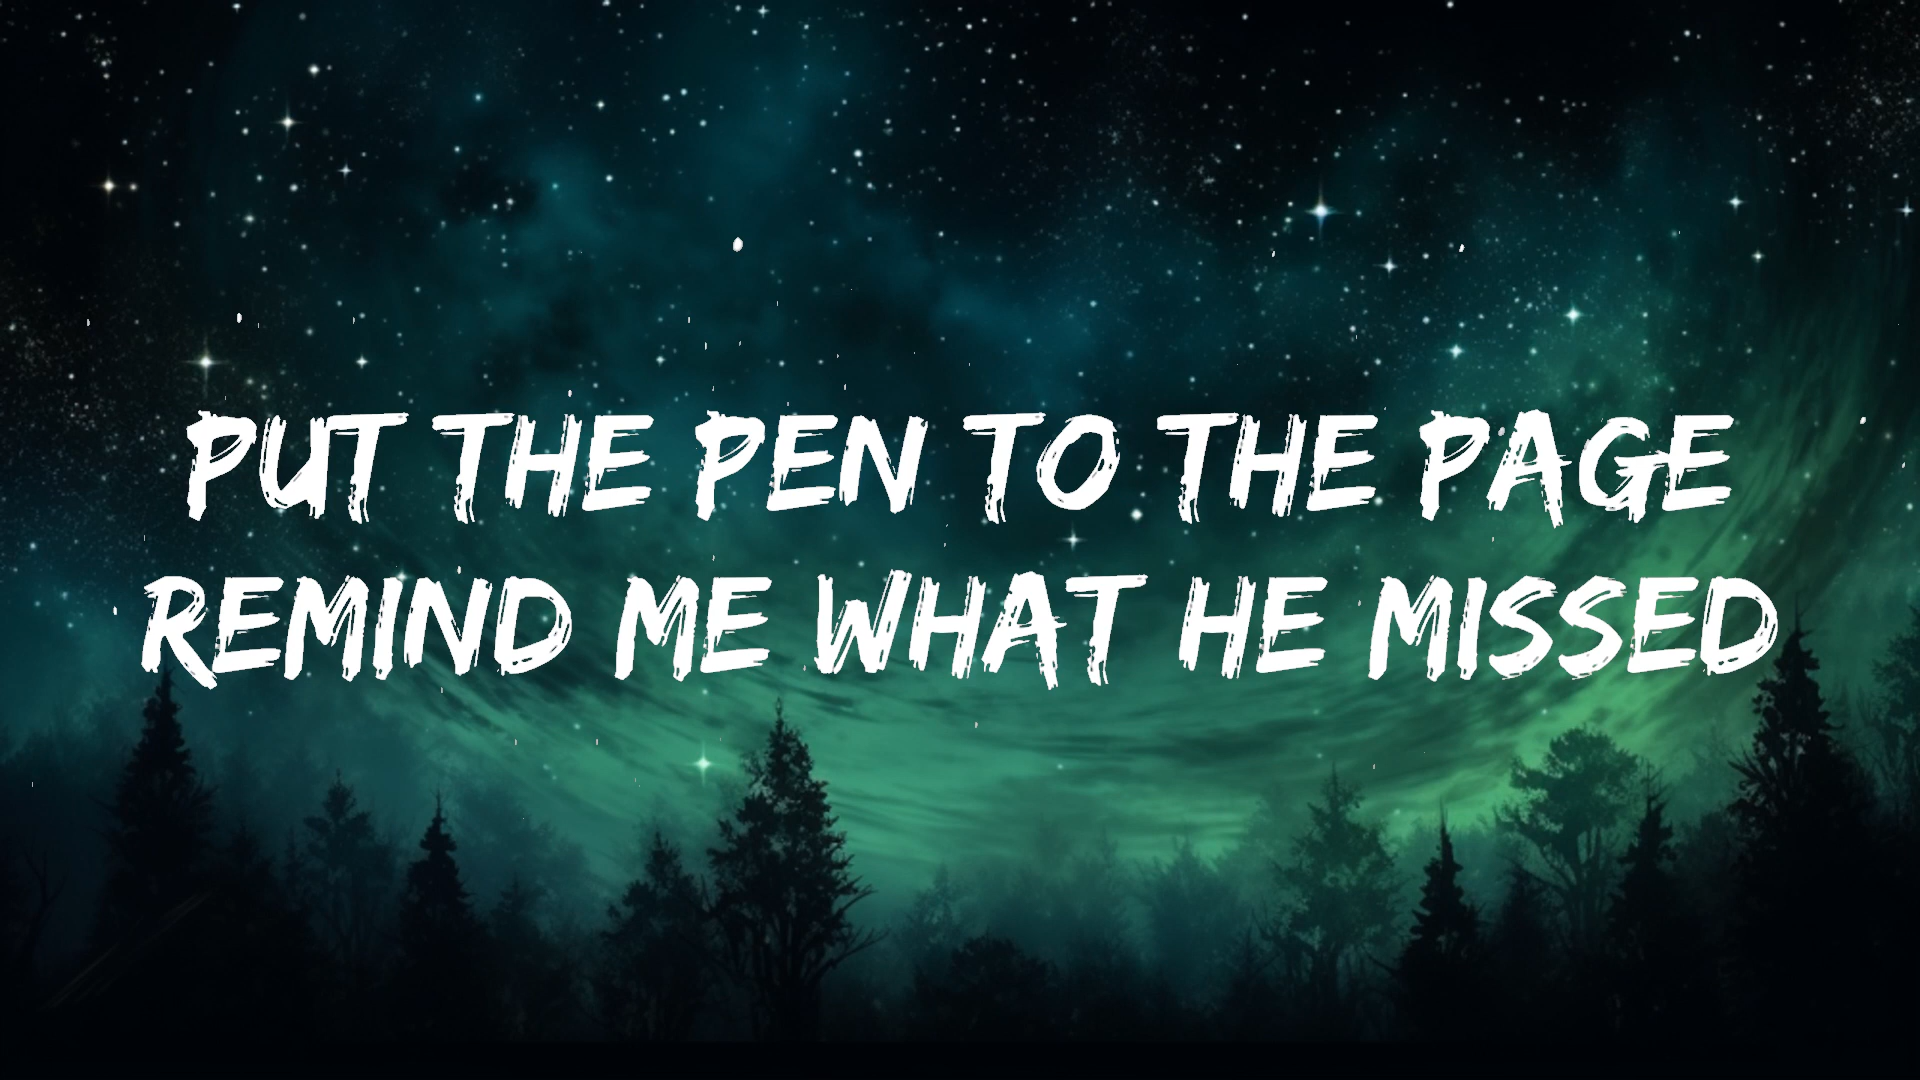 PUT THE PEN TO THE PAGE
REMIND ME WHAT HE MISSED